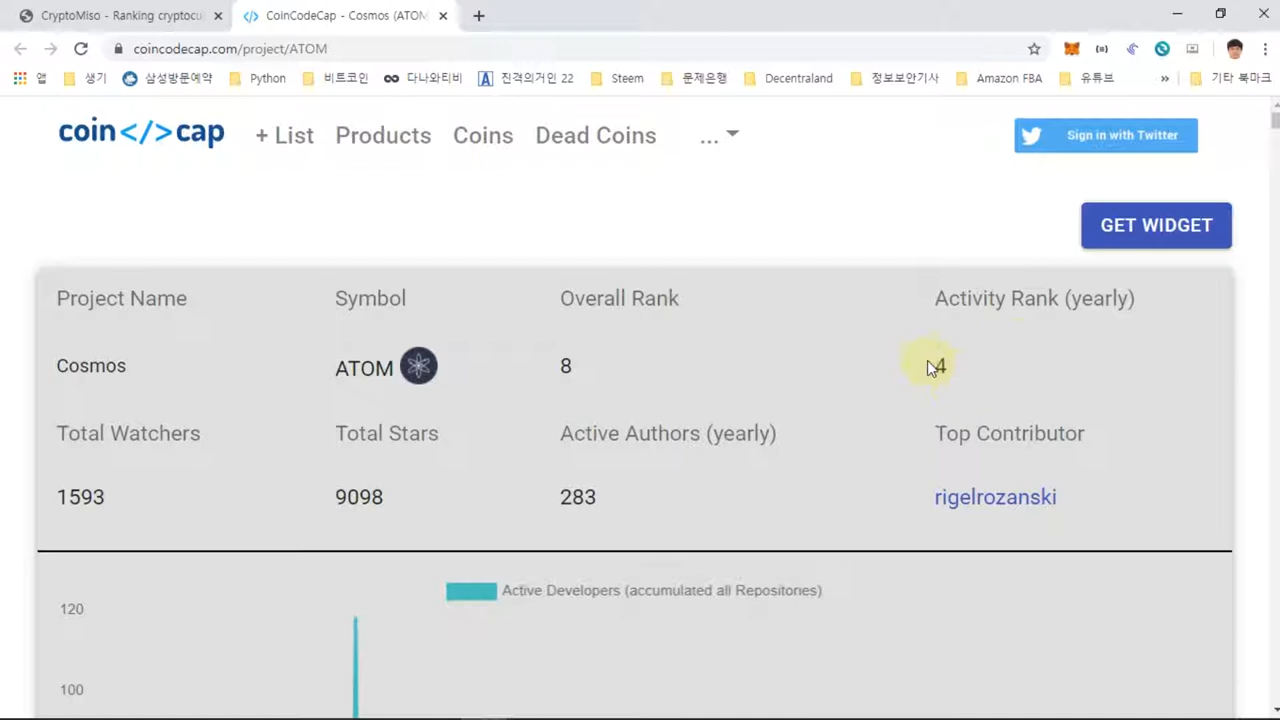 CryptoMiso - Ranking cryptocu
CoinCodeCap - Cosmos (ATOM
coincodecap.com/project/ATOM
앱 생기 삼성방문예약 Python 비트코인 다나와티비 진격의거인 22 Steem 문제은행 Decentraland 정보보안기사 Amazon FBA 유튜브 » 기타 북마크
coin</>cap + List Products Coins Dead Coins ... Sign in with Twitter
GET WIDGET
Project Name Symbol Overall Rank Activity Rank (yearly)
Cosmos ATOM 8 4
Total Watchers Total Stars Active Authors (yearly) Top Contributor
1593 9098 283 rigelrozanski
Active Developers (accumulated all Repositories)
120
100